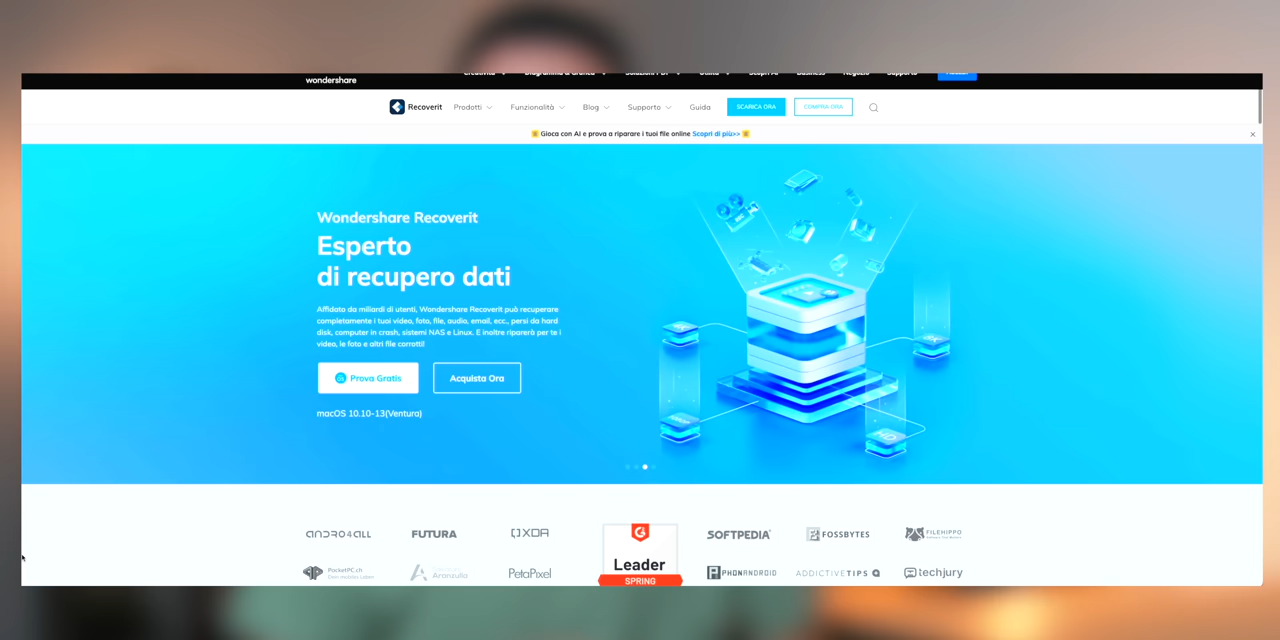 wondershare
Recoverit Prodotti Funzionalità Blog Supporto Guida SCARICA ORA COMPRA ORA
Gioca con AI e prova a riparare i tuoi file online Scopri di più>>
Wondershare Recoverit
Esperto
di recupero dati
Affidato da miliardi di utenti, Wondershare Recoverit può recuperare
completamente i tuoi video, foto, file, audio, email, ecc., persi da hard
disk, computer in crash, sistemi NAS e Linux. E inoltre riparerà per te i
video, le foto e altri file corrotti!
Prova Gratis Acquista Ora
macOS 10.10-13(Ventura)
ANDRO4ALL FUTURA XDA SOFTPEDIA FOSSBYTES FILEHIPPO
Leader
SPRING
PocketPC.ch Aranzulla PetaPixel PHONANDROID ADDICTIVETIPS techjury